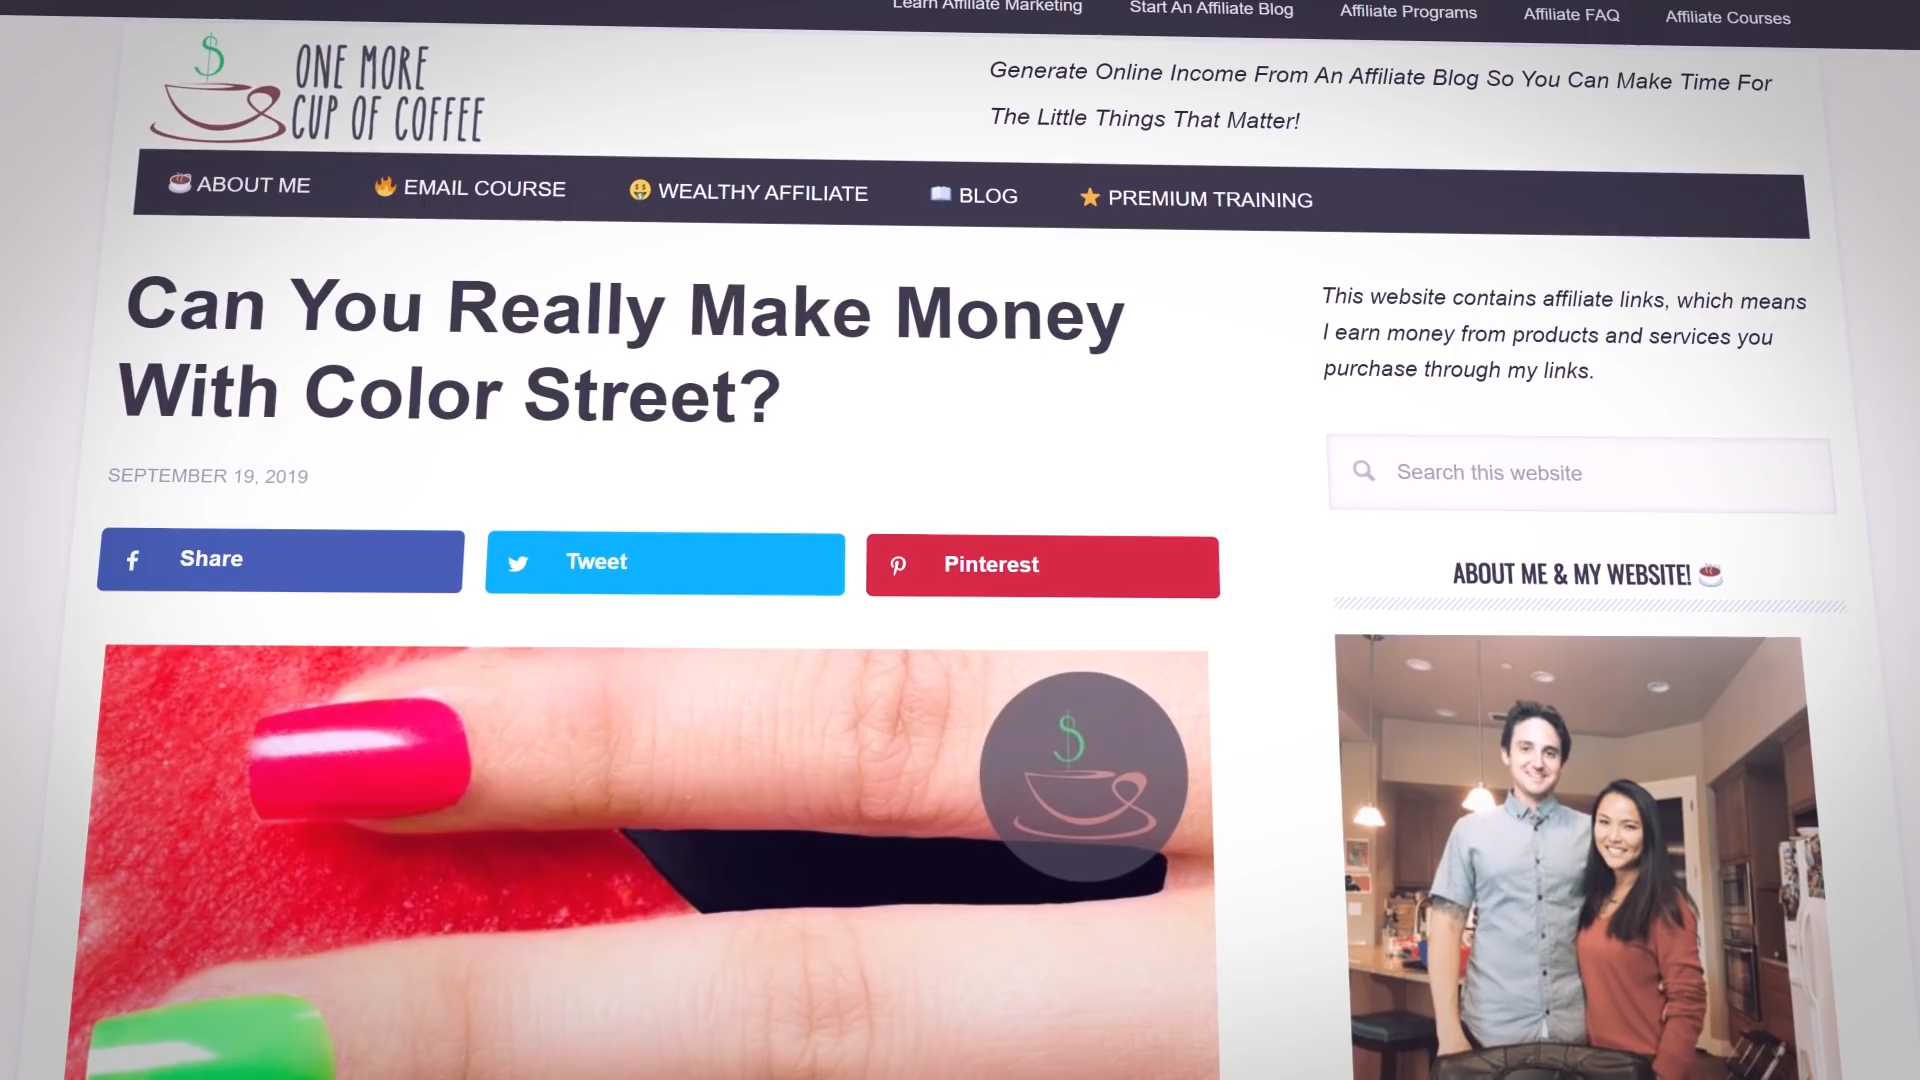 Learn Affiliate Marketing
Start An Affiliate Blog
Affiliate Programs
Affiliate FAQ
Affiliate Courses
$
ONE MORE
CUP OF COFFEE
Generate Online Income From An Affiliate Blog So You Can Make Time For
The Little Things That Matter!
ABOUT ME
EMAIL COURSE
WEALTHY AFFILIATE
BLOG
PREMIUM TRAINING
Can You Really Make Money
With Color Street?
SEPTEMBER 19, 2019
Share
Tweet
Pinterest
$
This website contains affiliate links, which means
I earn money from products and services you
purchase through my links.
Search this website
ABOUT ME & MY WEBSITE!